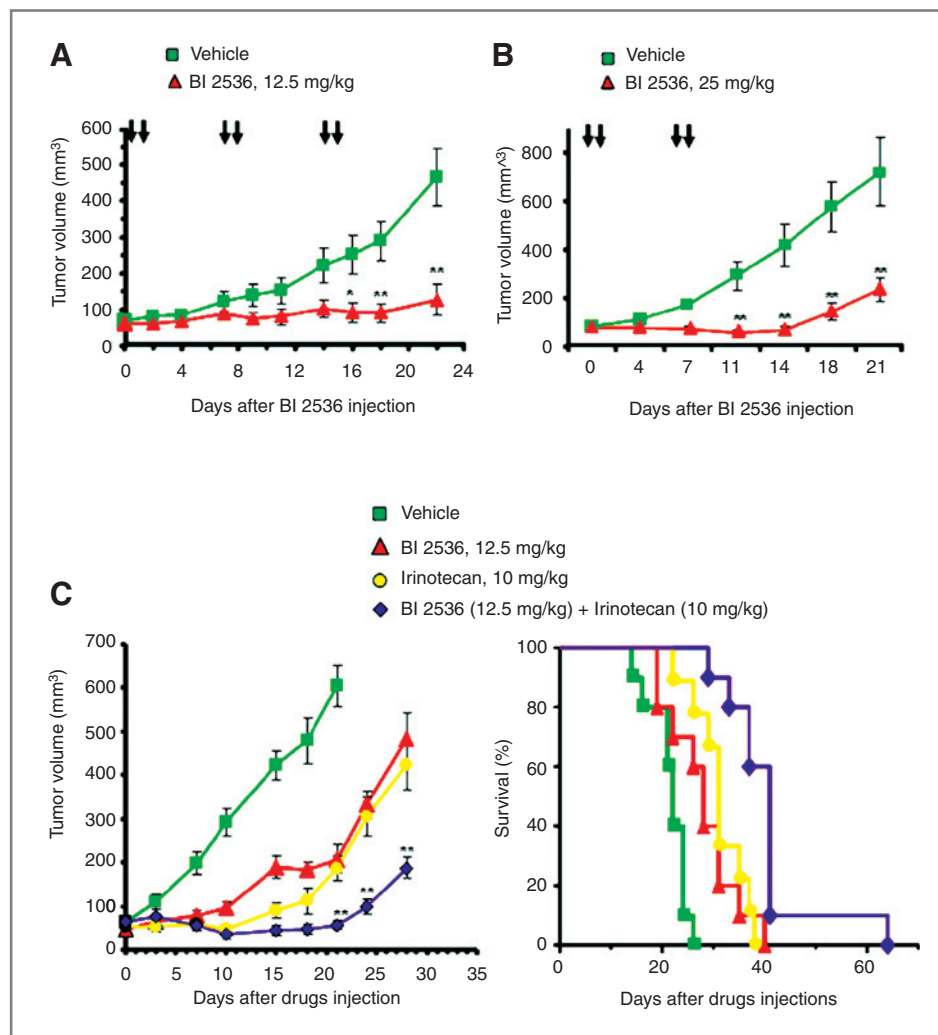 A
Vehicle
BI 2536, 12.5 mg/kg
Tumor volume (mm³)
600
500
400
300
200
100
0
*
**
**
0 4 8 12 16 20 24
Days after BI 2536 injection
B
Vehicle
BI 2536, 25 mg/kg
Tumor volume (mm^3)
800
600
400
200
0
**
**
**
**
0 4 7 11 14 18 21
Days after BI 2536 injection
C
Vehicle
BI 2536, 12.5 mg/kg
Irinotecan, 10 mg/kg
BI 2536 (12.5 mg/kg) + Irinotecan (10 mg/kg)
Tumor volume (mm³)
700
600
500
400
300
200
100
0
**
**
**
0 5 10 15 20 25 30 35
Days after drugs injection
Survival (%)
100
80
60
40
20
0
0 20 40 60
Days after drugs injections